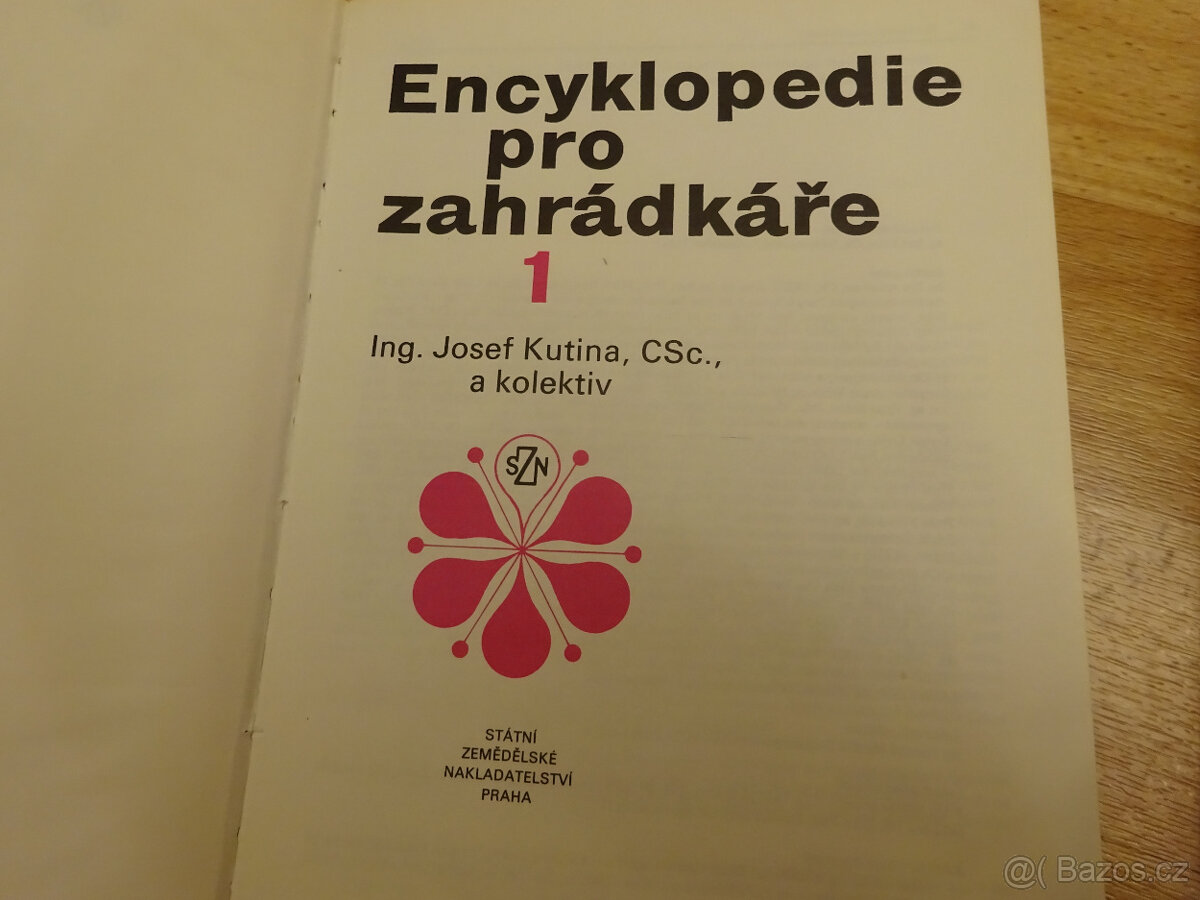 Encyklopedie
pro
zahrádkáře
1
Ing. Josef Kutina, CSc.,
a kolektiv
SZN
STÁTNÍ
ZEMĚDĚLSKÉ
NAKLADATELSTVÍ
PRAHA
@( Bazos.cz